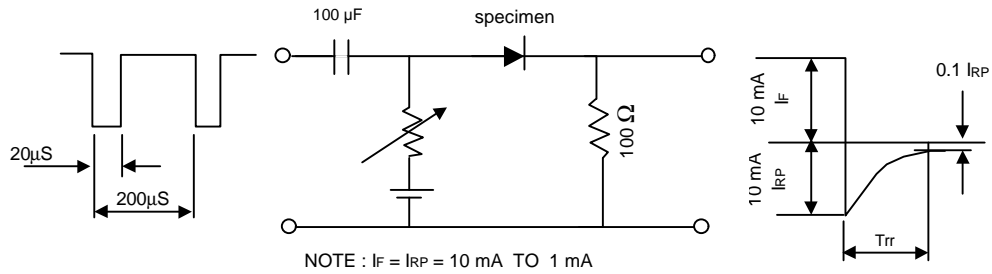 20µS
200µS
100 µF
specimen
100 Ω
NOTE : IF = IRP = 10 mA TO 1 mA
10 mA
IF
10 mA
IRP
0.1 IRP
Trr